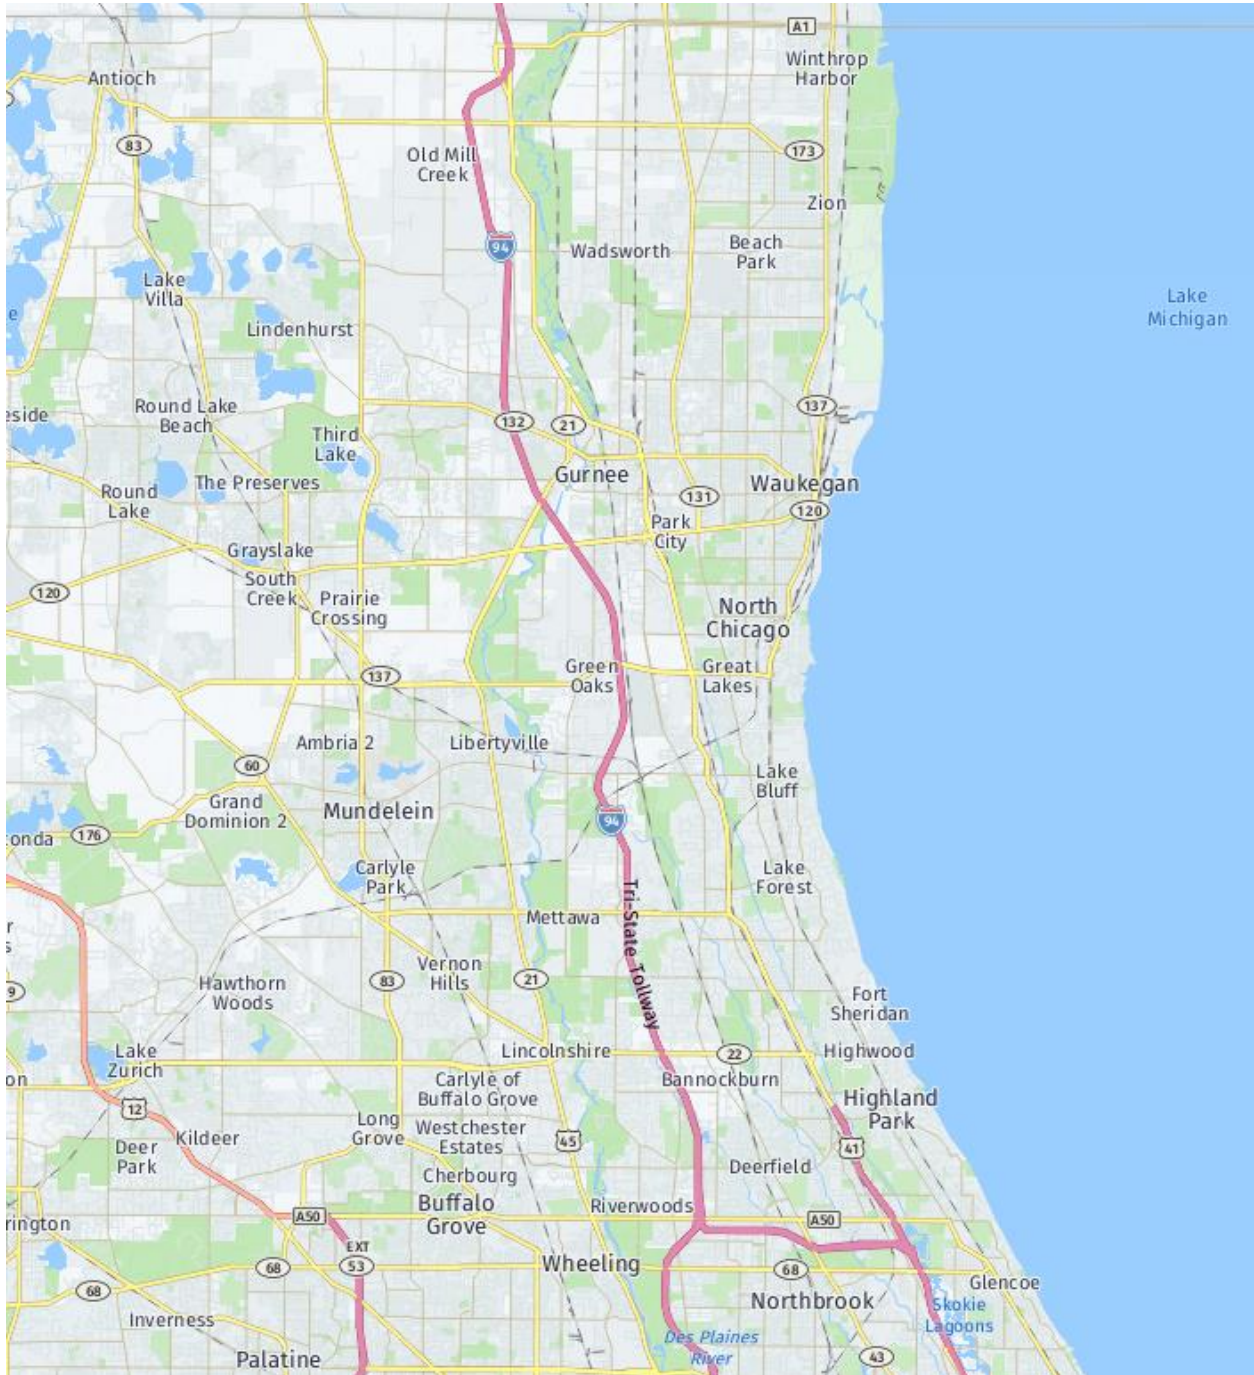 A1
Winthrop
Harbor
Antioch
83
173
Old Mill
Creek
Zion
94
Wadsworth
Beach
Park
Lake
Villa
Lake
Michigan
e
Lindenhurst
Round Lake
Beach
137
eside
132
21
Third
Lake
Gurnee
The Preserves
Waukegan
Round
Lake
131
120
Park
City
Grayslake
South
Creek
120
Prairie
Crossing
North
Chicago
Green
Oaks
Great
Lakes
137
Ambria 2
Libertyville
60
Lake
Bluff
Grand
Dominion 2
Mundelein
94
176
conda
Carlyle
Park
Lake
Forest
Tri-State Tollway
Mettawa
r
s
Vernon
Hills
83
21
9
Hawthorn
Woods
Fort
Sheridan
Lake
Zurich
Lincolnshire
22
Highwood
on
Carlyle of
Buffalo Grove
Bannockburn
12
Highland
Park
Long
Grove
Westchester
Estates
45
41
Deer
Park
Kildeer
Cherbourg
Deerfield
Buffalo
Grove
Riverwoods
A50
A50
rrington
EXT
53
68
Wheeling
68
68
Glencoe
Northbrook
Skokie
Lagoons
Inverness
Des Plaines
River
Palatine
43